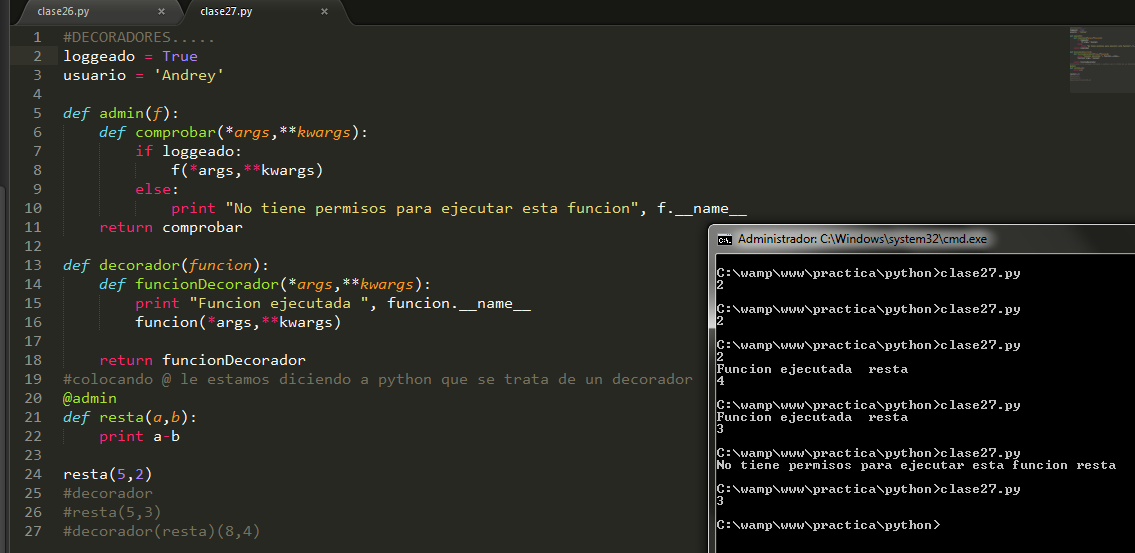 clase26.py × clase27.py ×
1 #DECORADORES.....
2 loggeado = True
3 usuario = 'Andrey'
4
5 def admin(f):
6 def comprobar(*args,**kwargs):
7 if loggeado:
8 f(*args,**kwargs)
9 else:
10 print "No tiene permisos para ejecutar esta funcion", f.__name__
11 return comprobar
12
13 def decorador(funcion):
14 def funcionDecorador(*args,**kwargs):
15 print "Funcion ejecutada ", funcion.__name__
16 funcion(*args,**kwargs)
17
18 return funcionDecorador
19 #colocando @ le estamos diciendo a python que se trata de un decorador
20 @admin
21 def resta(a,b):
22 print a-b
23
24 resta(5,2)
25 #decorador
26 #resta(5,3)
27 #decorador(resta)(8,4)
Administrador: C:\Windows\system32\cmd.exe
C:\wamp\www\practica\python>clase27.py
2
C:\wamp\www\practica\python>clase27.py
2
C:\wamp\www\practica\python>clase27.py
2
Funcion ejecutada  resta
4
C:\wamp\www\practica\python>clase27.py
Funcion ejecutada  resta
3
C:\wamp\www\practica\python>clase27.py
No tiene permisos para ejecutar esta funcion resta
C:\wamp\www\practica\python>clase27.py
3
C:\wamp\www\practica\python>